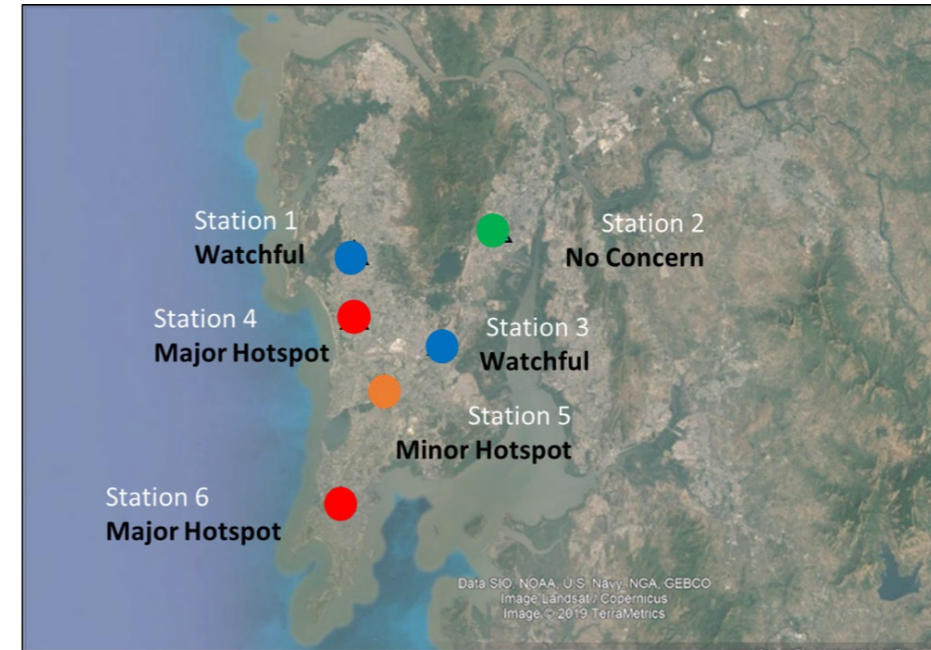 Station 1
Watchful
Station 2
No Concern
Station 4
Major Hotspot
Station 3
Watchful
Station 5
Minor Hotspot
Station 6
Major Hotspot
Data SIO, NOAA, U.S. Navy, NGA, GEBCO
Image Landsat / Copernicus
Image © 2019 TerraMetrics